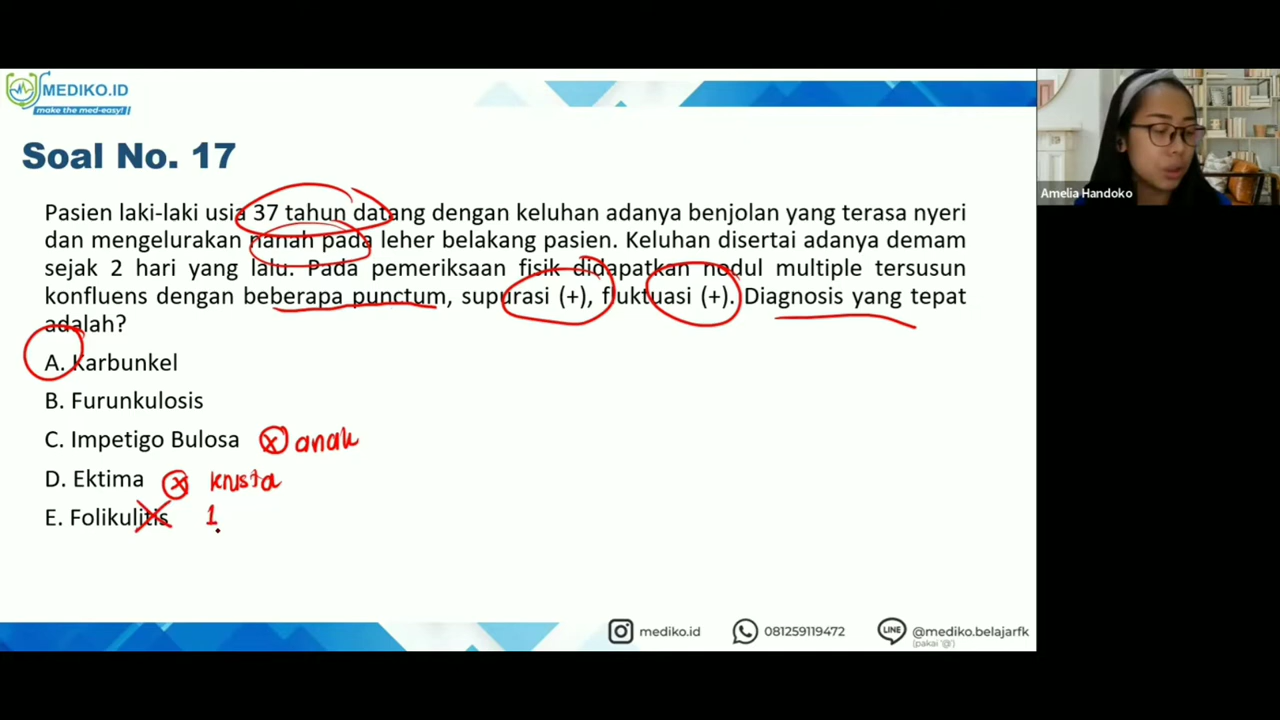 MEDIKO.ID
make the med-easy!
Amelia Handoko
Soal No. 17
Pasien laki-laki usia 37 tahun datang dengan keluhan adanya benjolan yang terasa nyeri
dan mengelurakan nanah pada leher belakang pasien. Keluhan disertai adanya demam
sejak 2 hari yang lalu. Pada pemeriksaan fisik didapatkan nodul multiple tersusun
konfluens dengan beberapa punctum, supurasi (+), fluktuasi (+). Diagnosis yang tepat
adalah?
A. Karbunkel
B. Furunkulosis
C. Impetigo Bulosa x anak
D. Ektima x krusta
E. Folikulitis 1
mediko.id
081259119472
LINE
@mediko.belajarfk
(pakai '@')